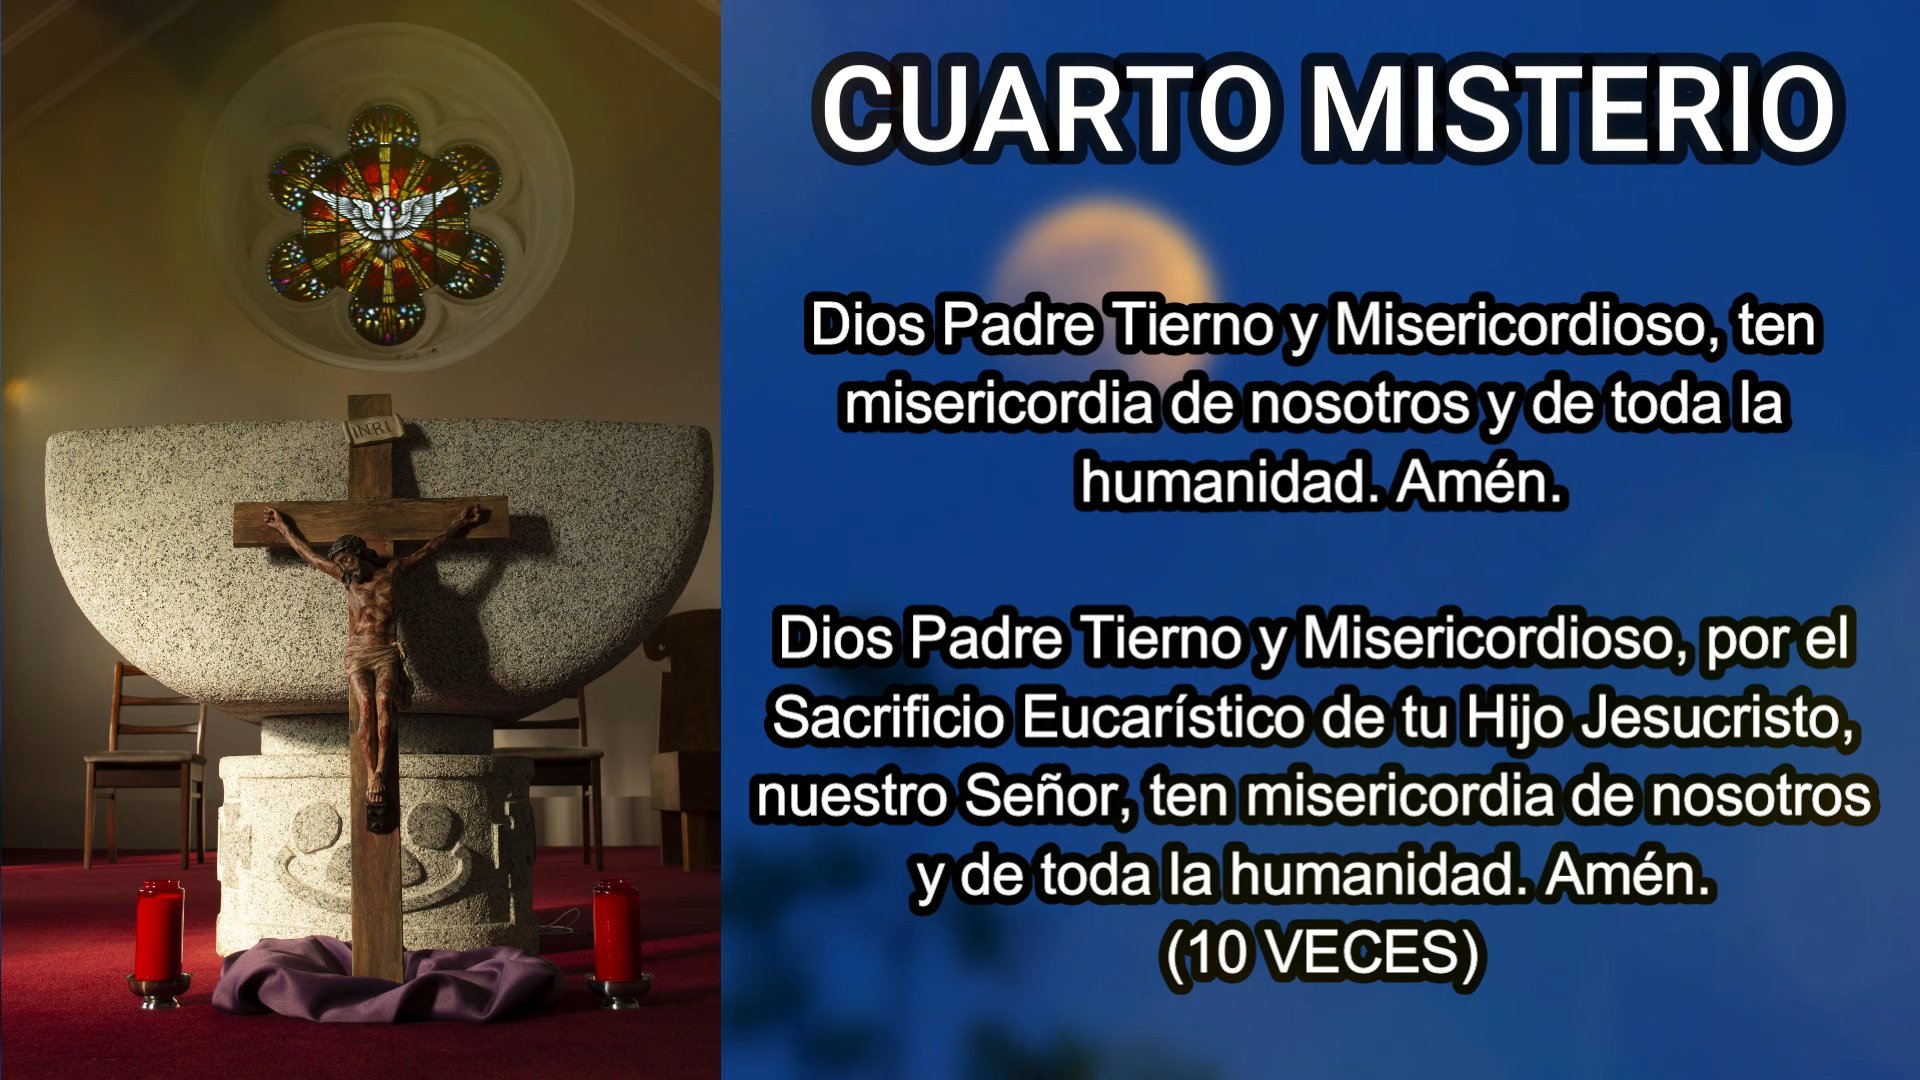 CUARTO MISTERIO
I.N.R.I.
Dios Padre Tierno y Misericordioso, ten
misericordia de nosotros y de toda la
humanidad. Amén.
Dios Padre Tierno y Misericordioso, por el
Sacrificio Eucarístico de tu Hijo Jesucristo,
nuestro Señor, ten misericordia de nosotros
y de toda la humanidad. Amén.
(10 VECES)